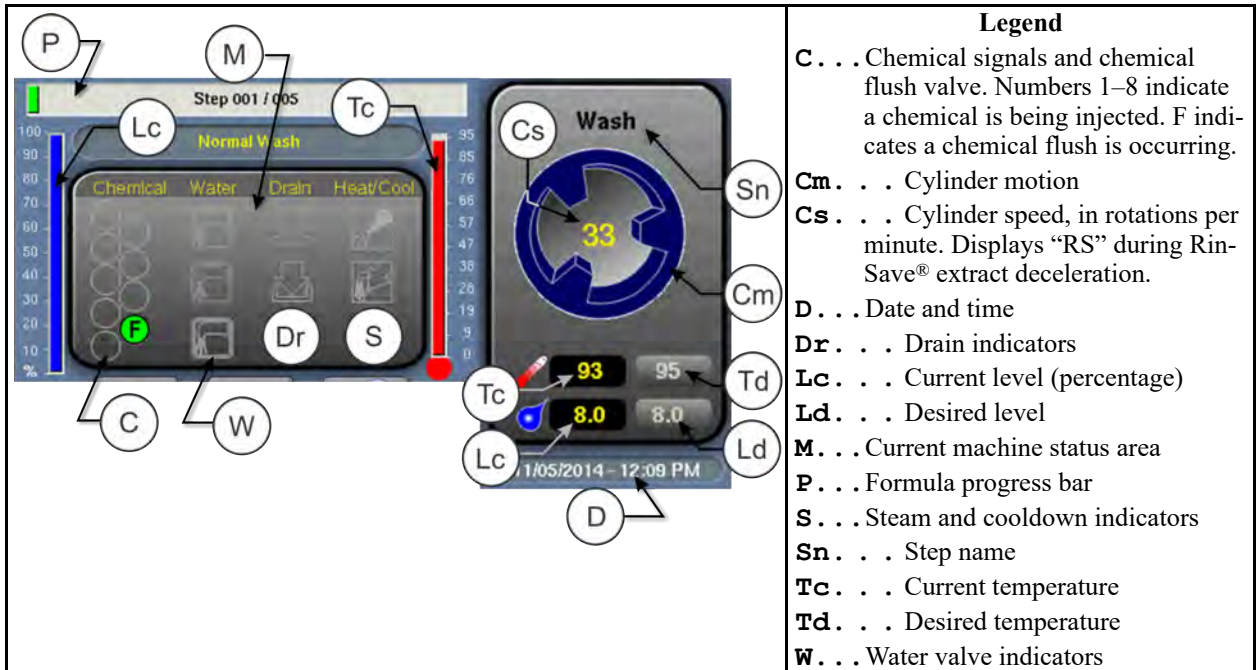 P
M
Step 001 / 005
Lc
Tc
Normal Wash
100
90
80
70
60
50
40
30
20
10
%
Chemical Water Drain Heat/Cool
F
Dr
S
95
85
76
66
57
47
38
28
19
9
0
C
W
Cs
Wash
Sn
33
Cm
93
95
Tc
Td
8.0
8.0
Lc
Ld
1/05/2014 - 12:09 PM
D
Legend
C...Chemical signals and chemical
flush valve. Numbers 1–8 indicate
a chemical is being injected. F indi-
cates a chemical flush is occurring.
Cm. . . Cylinder motion
Cs. . . Cylinder speed, in rotations per
minute. Displays “RS” during Rin-
Save® extract deceleration.
D...Date and time
Dr. . . Drain indicators
Lc. . . Current level (percentage)
Ld. . . Desired level
M...Current machine status area
P...Formula progress bar
S...Steam and cooldown indicators
Sn. . . Step name
Tc. . . Current temperature
Td. . . Desired temperature
W...Water valve indicators